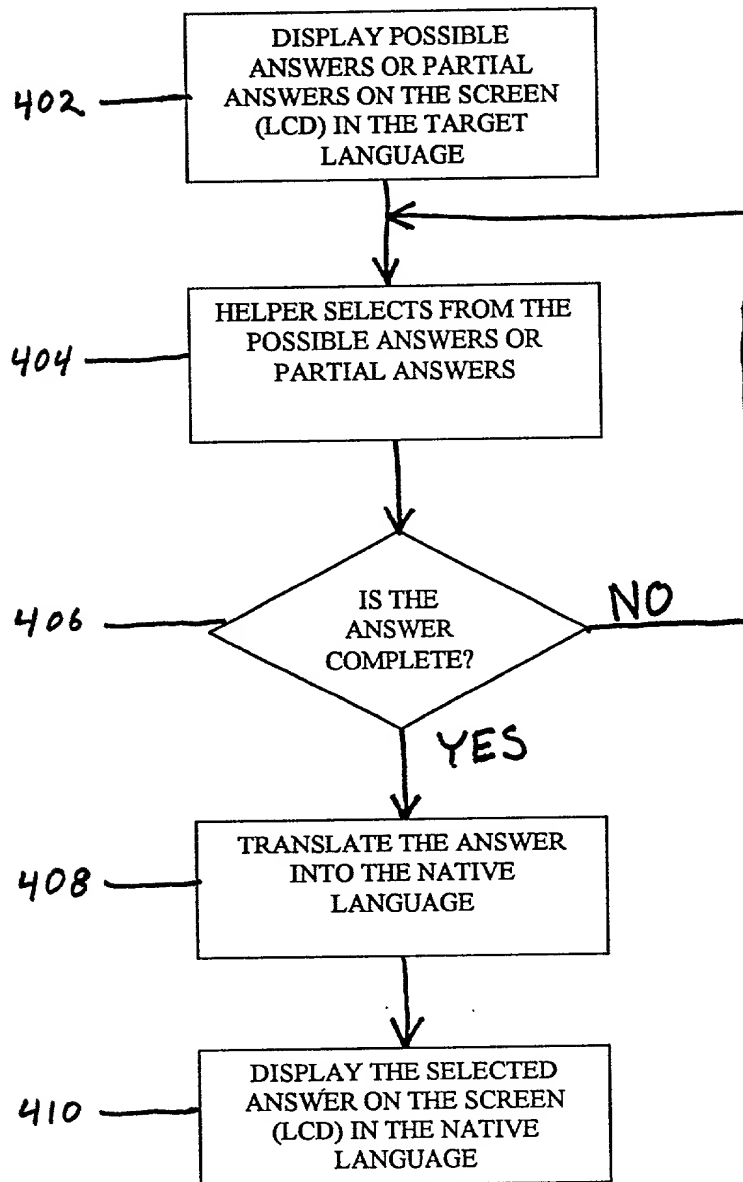 DISPLAY POSSIBLE
ANSWERS OR PARTIAL
402
ANSWERS ON THE SCREEN
(LCD) IN THE TARGET
LANGUAGE
HELPER SELECTS FROM THE
POSSIBLE ANSWERS OR
404
PARTIAL ANSWERS
IS THE
406
ANSWER
COMPLETE?
NO
YES
TRANSLATE THE ANSWER
INTO THE NATIVE
408
LANGUAGE
DISPLAY THE SELECTED
ANSWER ON THE SCREEN
410
(LCD) IN THE NATIVE
LANGUAGE